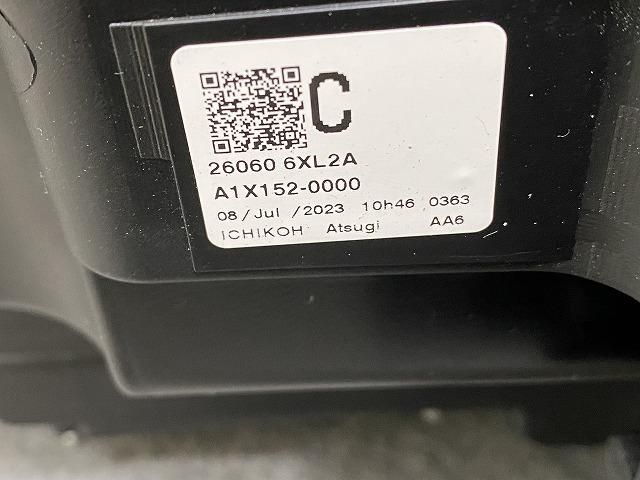 C
26060 6XL2A
A1X152-0000
08/Jul /2023 10h46 0363
ICHIKOH Atsugi AA6